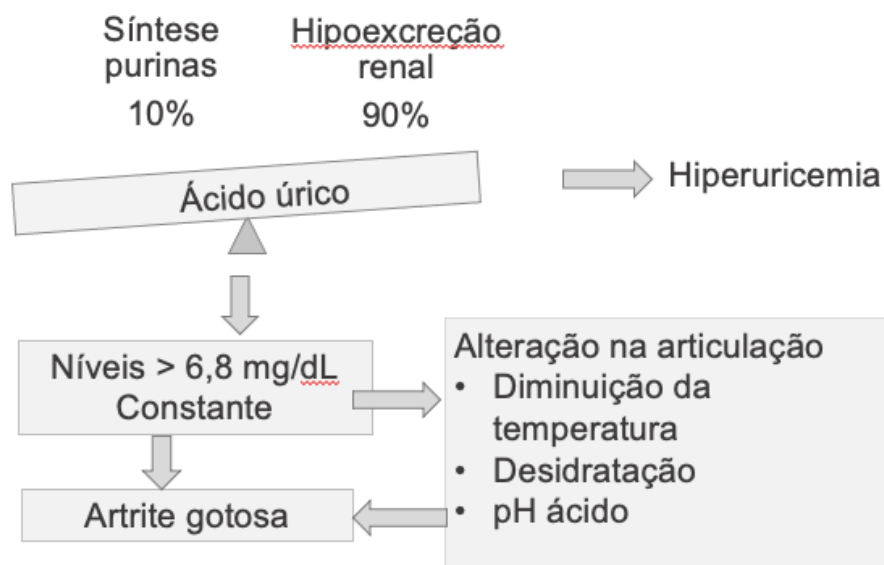 Síntese
purinas
10%
Hipoexcreção
renal
90%
Ácido úrico
Hiperuricemia
Níveis > 6,8 mg/dL
Constante
Alteração na articulação
• Diminuição da
temperatura
• Desidratação
• pH ácido
Artrite gotosa